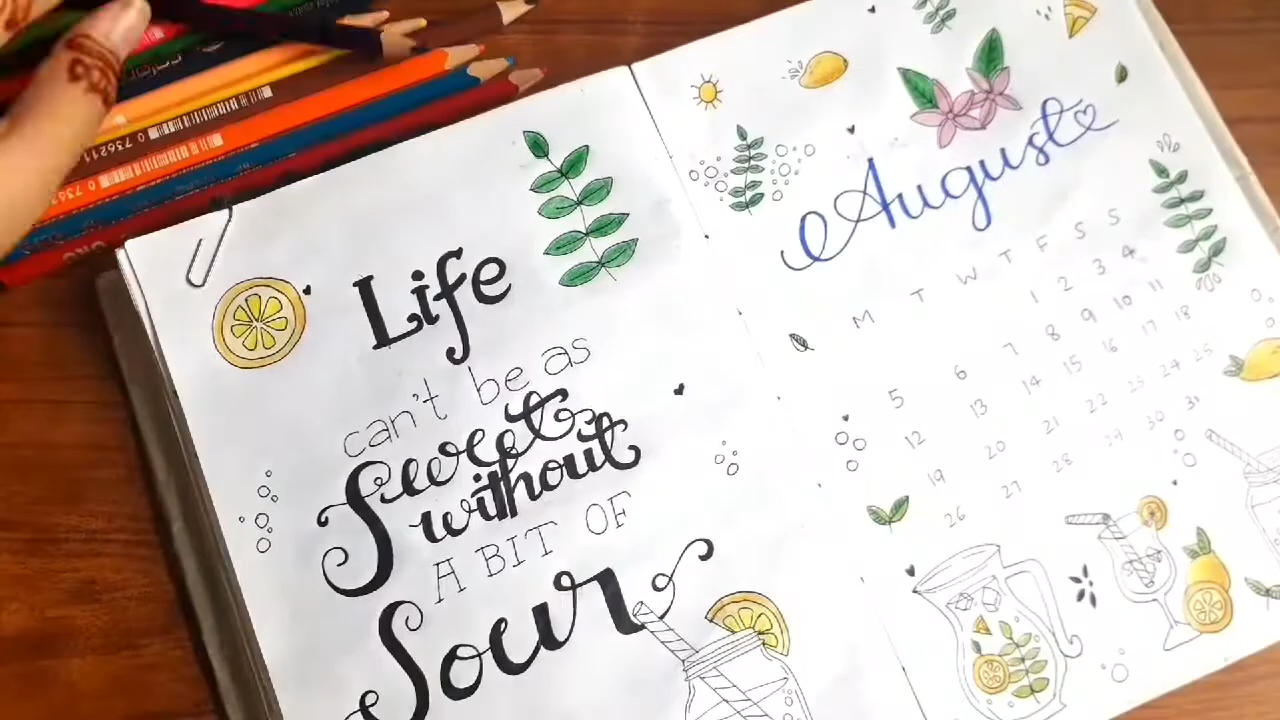 Life
can't be as
Sweet
without
A BIT OF
Sour
August
M T W T F S S
1 2 3 4
5 6 7 8 9 10 11
12 13 14 15 16 17 18
19 20 21 22 23 24 25
26 27 28 29 30 31